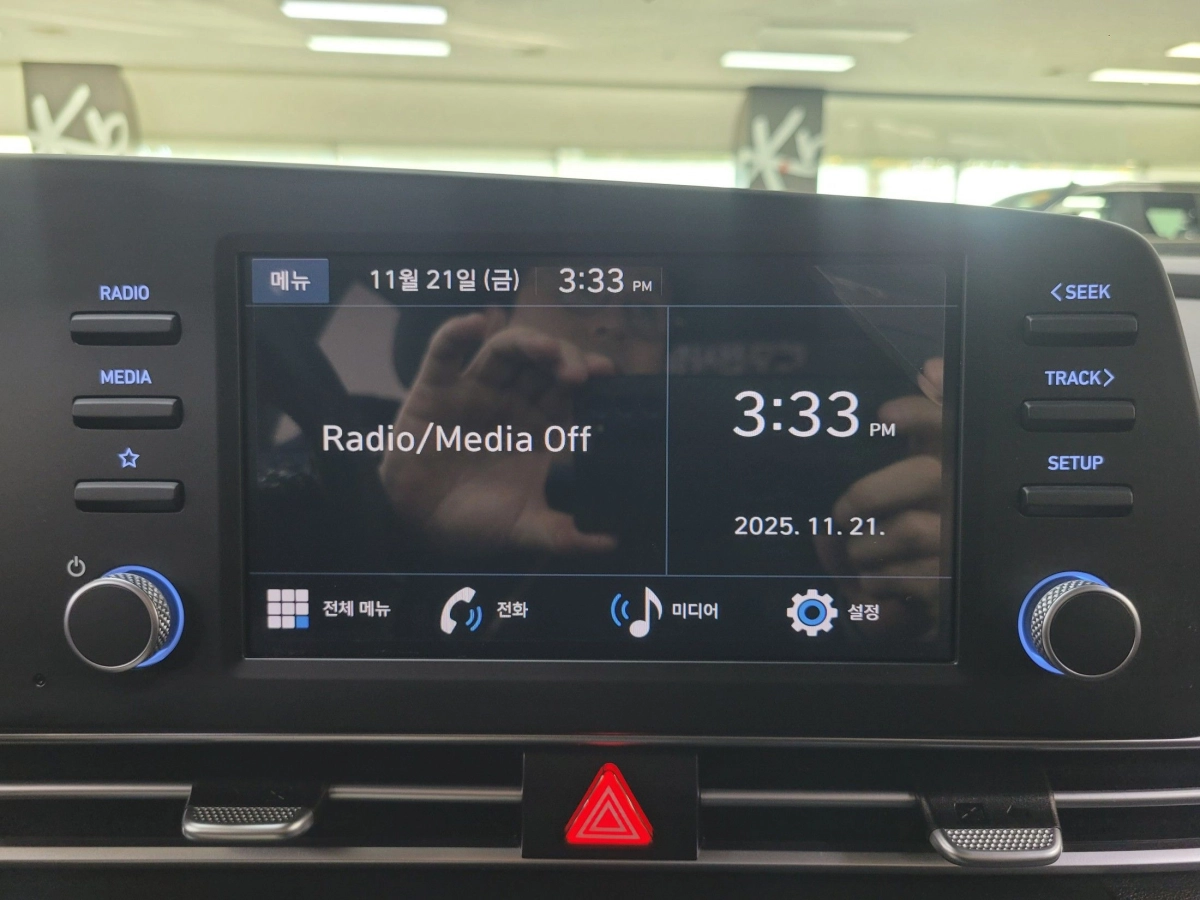 메뉴 11월 21일 (금) 3:33 PM
RADIO
MEDIA
<SEEK
TRACK>
SETUP
Radio/Media Off
3:33 PM
2025. 11. 21.
전체 메뉴 전화 미디어 설정